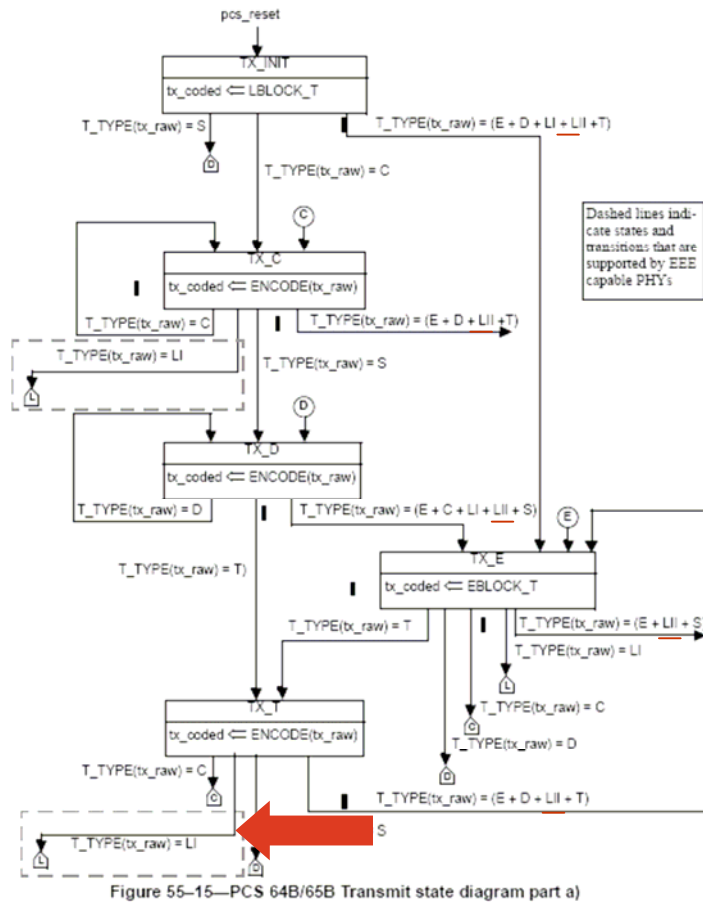 pcs_reset
TX_INIT
tx_coded ⇐ LBLOCK_T
T_TYPE(tx_raw) = S
T_TYPE(tx_raw) = (E + D + LI + LII +T)
D
T_TYPE(tx_raw) = C
C
Dashed lines indi-
cate states and
transitions that are
supported by EEE
capable PHYs
TX_C
tx_coded ⇐ ENCODE(tx_raw)
T_TYPE(tx_raw) = C
T_TYPE(tx_raw) = (E + D + LII + T)
T_TYPE(tx_raw) = LI
T_TYPE(tx_raw) = S
L
D
TX_D
tx_coded ⇐ ENCODE(tx_raw)
T_TYPE(tx_raw) = D
T_TYPE(tx_raw) = (E + C + LI + LII + S)
E
TX_E
T_TYPE(tx_raw) = T)
tx_coded ⇐ EBLOCK_T
T_TYPE(tx_raw) = T
T_TYPE(tx_raw) = (E + LII + S)
T_TYPE(tx_raw) = LI
L
T_TYPE(tx_raw) = C
C
T_TYPE(tx_raw) = D
D
TX_T
tx_coded ⇐ ENCODE(tx_raw)
T_TYPE(tx_raw) = C
C
T_TYPE(tx_raw) = (E + D + LII + T)
S
T_TYPE(tx_raw) = LI
L
D
Figure 55–15—PCS 64B/65B Transmit state diagram part a)